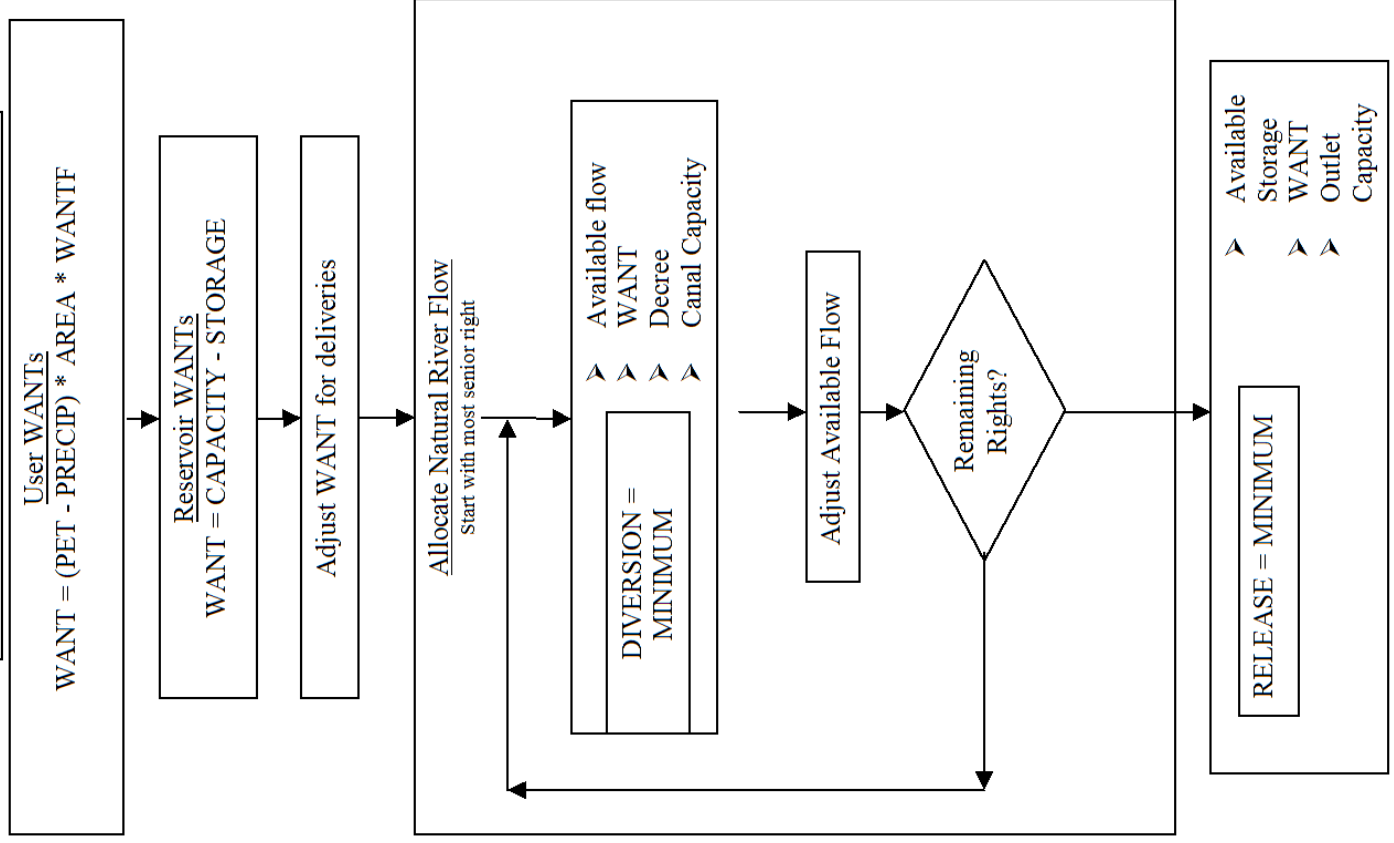 User WANTs
WANT = (PET - PRECIP) * AREA * WANTF
Reservoir WANTs
WANT = CAPACITY - STORAGE
Adjust WANT for deliveries
Allocate Natural River Flow
Start with most senior right
DIVERSION =
MINIMUM
➢ Available flow
➢ WANT
➢ Decree
➢ Canal Capacity
Adjust Available Flow
Remaining
Rights?
RELEASE = MINIMUM
➢ Available
Storage
➢ WANT
➢ Outlet
Capacity